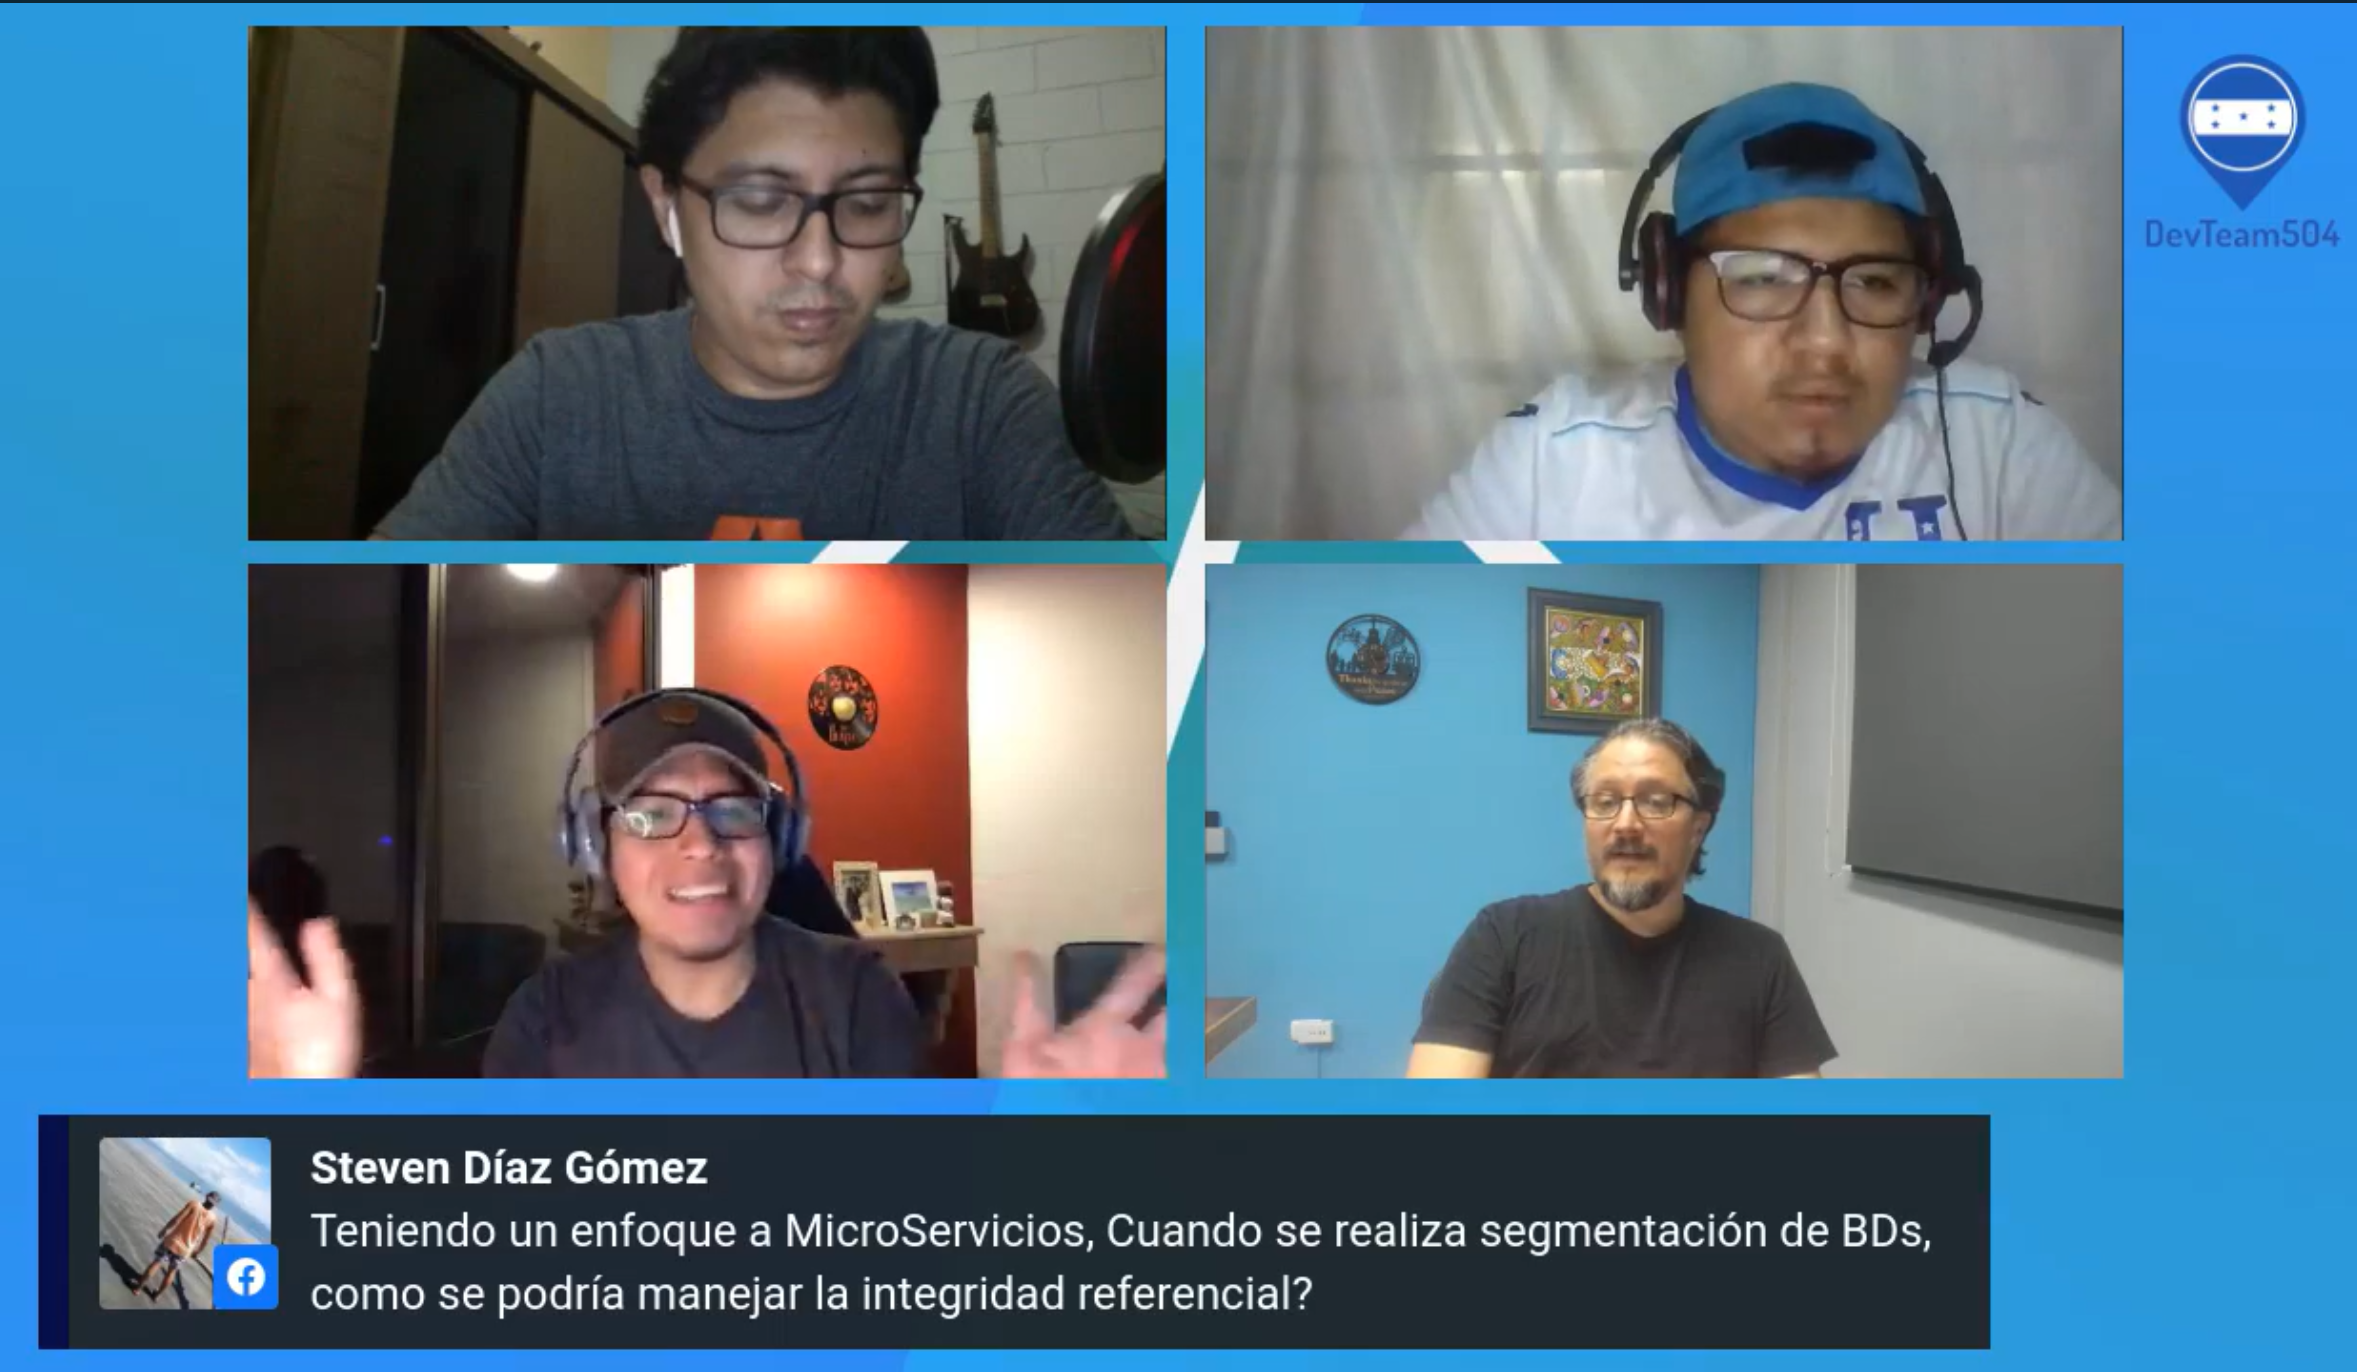 DevTeam504
H
Steven Díaz Gómez
Teniendo un enfoque a MicroServicios, Cuando se realiza segmentación de BDs,
como se podría manejar la integridad referencial?